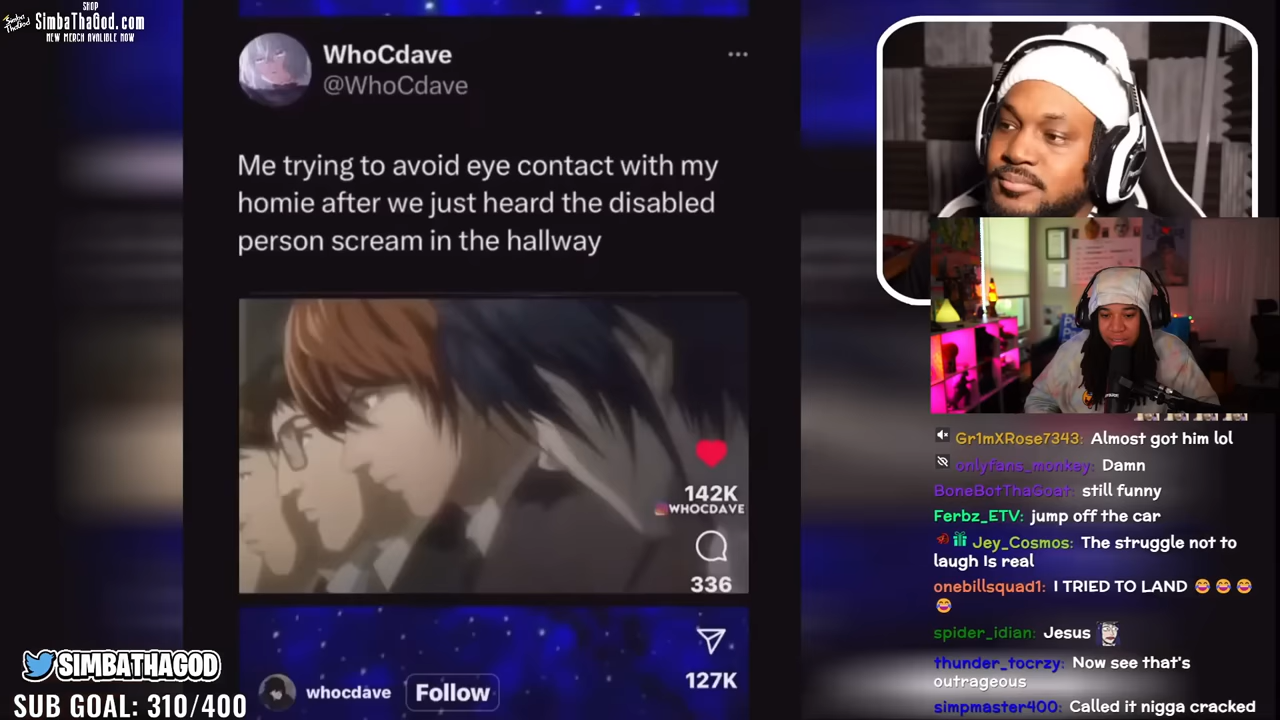 SHOP
SimbaThaGod.com
NEW MERCH AVALIBLE NOW
WhoCdave
@WhoCdave
Me trying to avoid eye contact with my
homie after we just heard the disabled
person scream in the hallway
142K
WHOCDAVE
336
127K
whocdave Follow
SIMBATHAGOD
SUB GOAL: 310/400
Gr1mXRose7343: Almost got him lol
onlyfans_monkey: Damn
BoneBotThaGoat: still funny
Ferbz_ETV: jump off the car
Jey_Cosmos: The struggle not to
laugh Is real
onebillsquad1: I TRIED TO LAND 😂 😂 😂
😂
spider_idian: Jesus
thunder_tocrzy: Now see that's
outrageous
simpmaster400: Called it nigga cracked